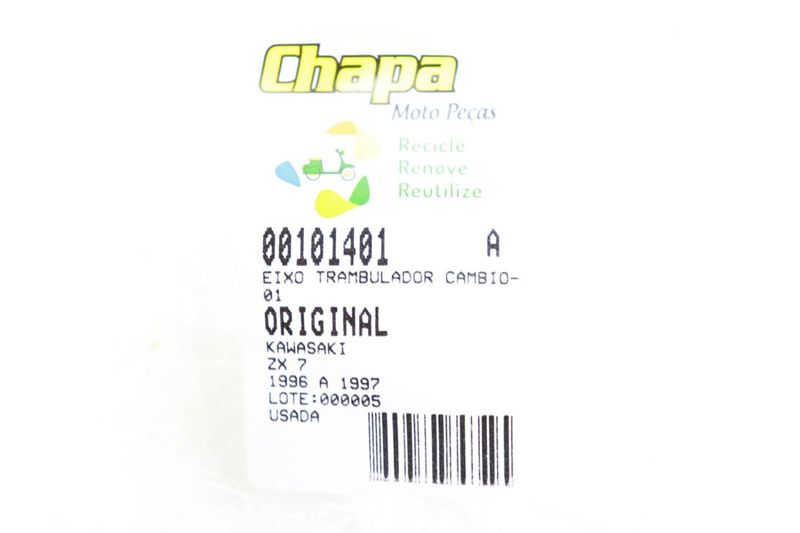 Chapa
Moto Peças
Recicle
Renove
Reutilize
00101401 A
EIXO TRAMBULADOR CAMBIO-
01
ORIGINAL
KAWASAKI
ZX 7
1996 A 1997
LOTE:000005
USADA